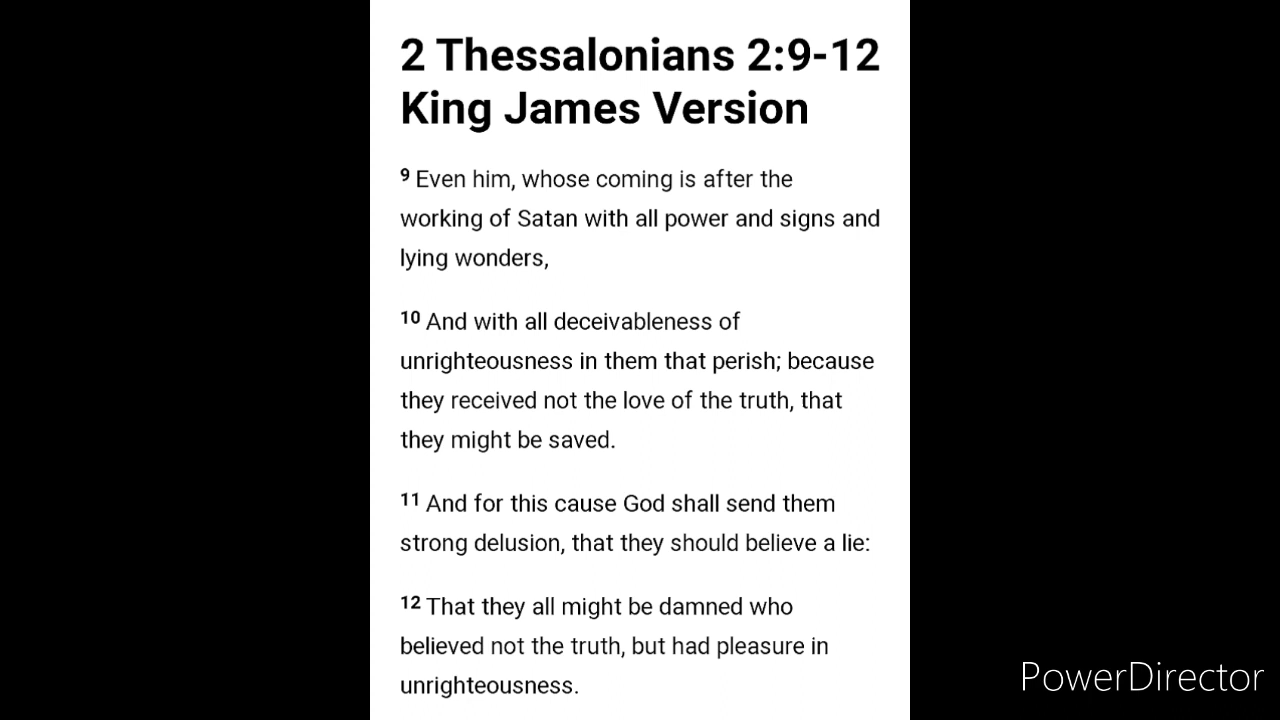 2 Thessalonians 2:9-12
King James Version
9 Even him, whose coming is after the
working of Satan with all power and signs and
lying wonders,
10 And with all deceivableness of
unrighteousness in them that perish; because
they received not the love of the truth, that
they might be saved.
11 And for this cause God shall send them
strong delusion, that they should believe a lie:
12 That they all might be damned who
believed not the truth, but had pleasure in
unrighteousness.
PowerDirector